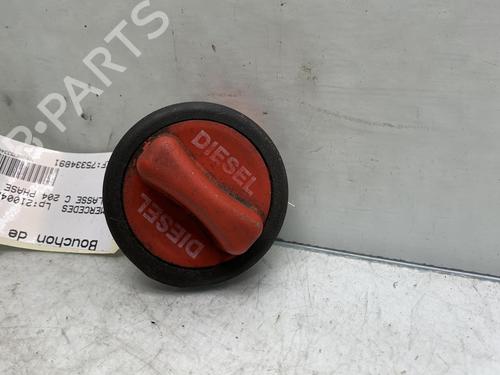 DIESEL
DIESEL
Bouchon de
MERCEDES
LASSE C 204 PHASE
B-PARTS